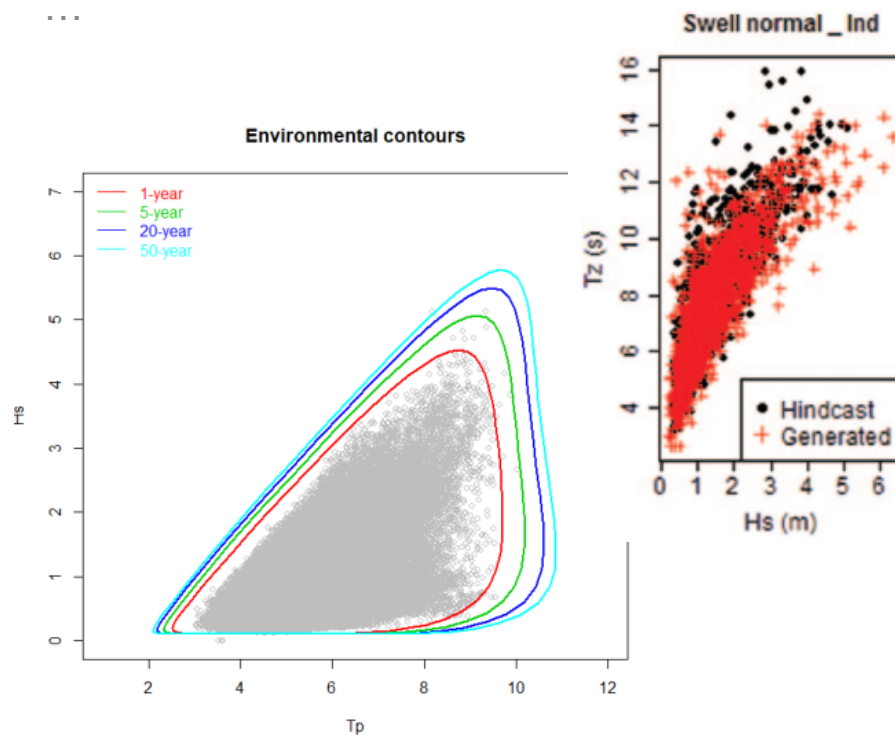 ...
Environmental contours
7
6
5
4
3
2
1
0
Hs
1-year
5-year
20-year
50-year
2 4 6 8 10 12
Tp
Swell normal _ Ind
16
14
12
10
8
6
4
Tz (s)
Hindcast
Generated
0 1 2 3 4 5 6
Hs (m)